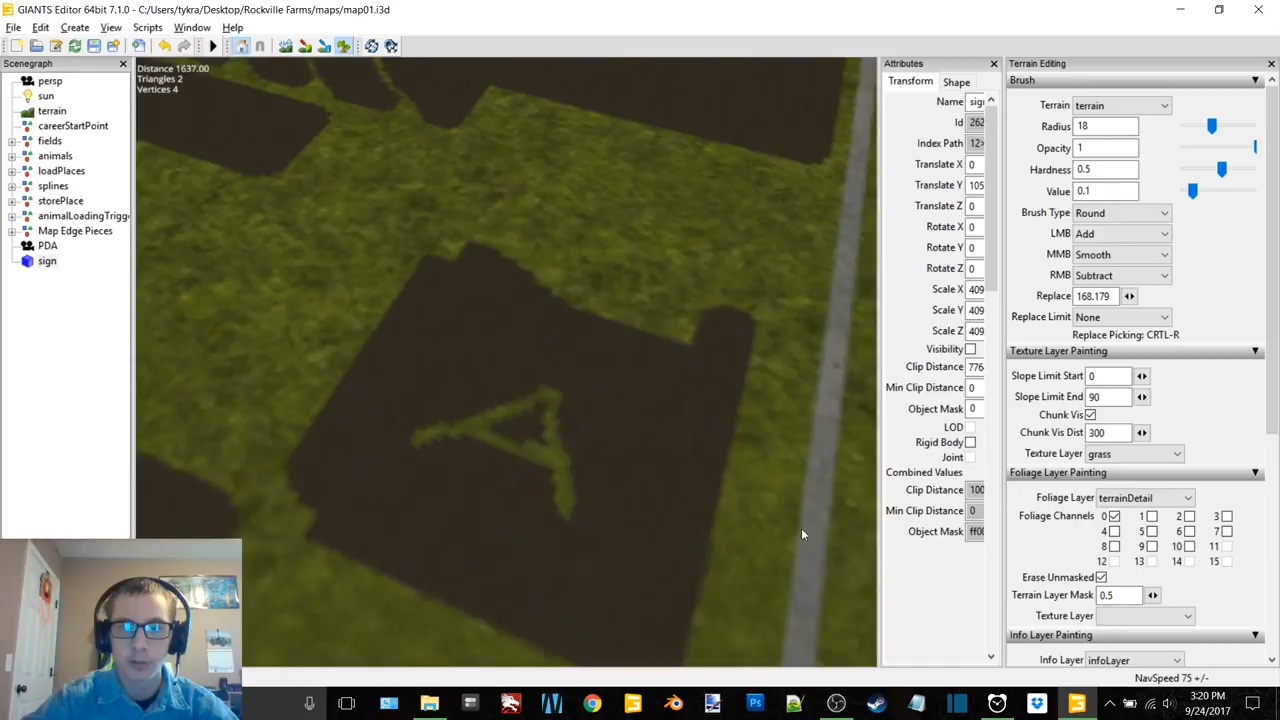 GIANTS Editor 64bit 7.1.0 - C:/Users/tykra/Desktop/Rockville Farms/maps/map01.i3d
File Edit Create View Scripts Window Help
Scenegraph
persp
sun
terrain
careerStartPoint
fields
animals
loadPlaces
splines
storePlace
animalLoadingTrigg
Map Edge Pieces
PDA
sign
Distance 1637.00
Triangles 2
Vertices 4
A
Attributes
Transform Shape
Name sig
Id 262
Index Path 12>
Translate X 0
Translate Y 105
Translate Z 0
Rotate X 0
Rotate Y 0
Rotate Z 0
Scale X 409
Scale Y 409
Scale Z 409
Visibility
Clip Distance 776
Min Clip Distance 0
Object Mask 0
LOD
Rigid Body
Joint
Combined Values
Clip Distance 100
Min Clip Distance 0
Object Mask ff00
Terrain Editing
Brush
Terrain terrain
Radius 18
Opacity 1
Hardness 0.5
Value 0.1
Brush Type Round
LMB Add
MMB Smooth
RMB Subtract
Replace 168.179
Replace Limit None
Replace Picking: CRTL-R
Texture Layer Painting
Slope Limit Start 0
Slope Limit End 90
Chunk Vis
Chunk Vis Dist 300
Texture Layer grass
Foliage Layer Painting
Foliage Layer terrainDetail
Foliage Channels 0 1 2 3
4 5 6 7
8 9 10 11
12 13 14 15
Erase Unmasked
Terrain Layer Mask 0.5
Texture Layer
Info Layer Painting
Info Layer infoLayer
NavSpeed 75 +/-
3:20 PM
9/24/2017